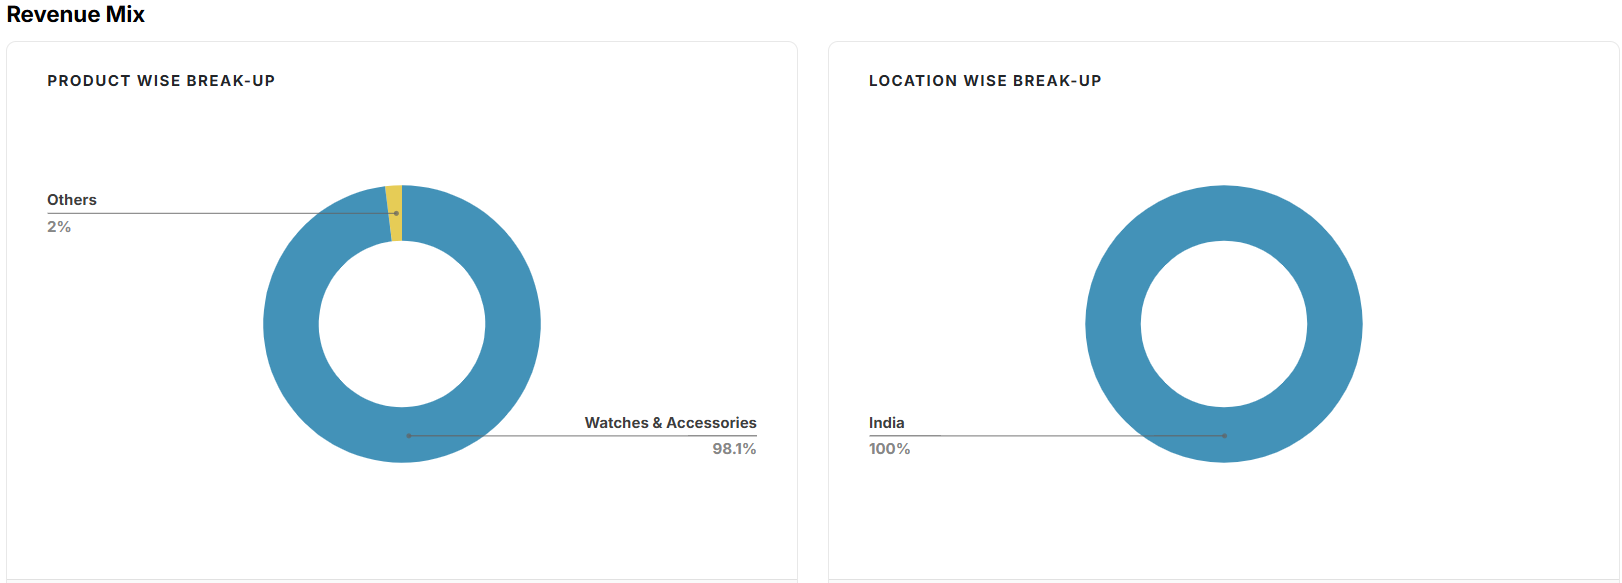 Revenue Mix
PRODUCT WISE BREAK-UP
Others
2%
Watches & Accessories
98.1%
LOCATION WISE BREAK-UP
India
100%